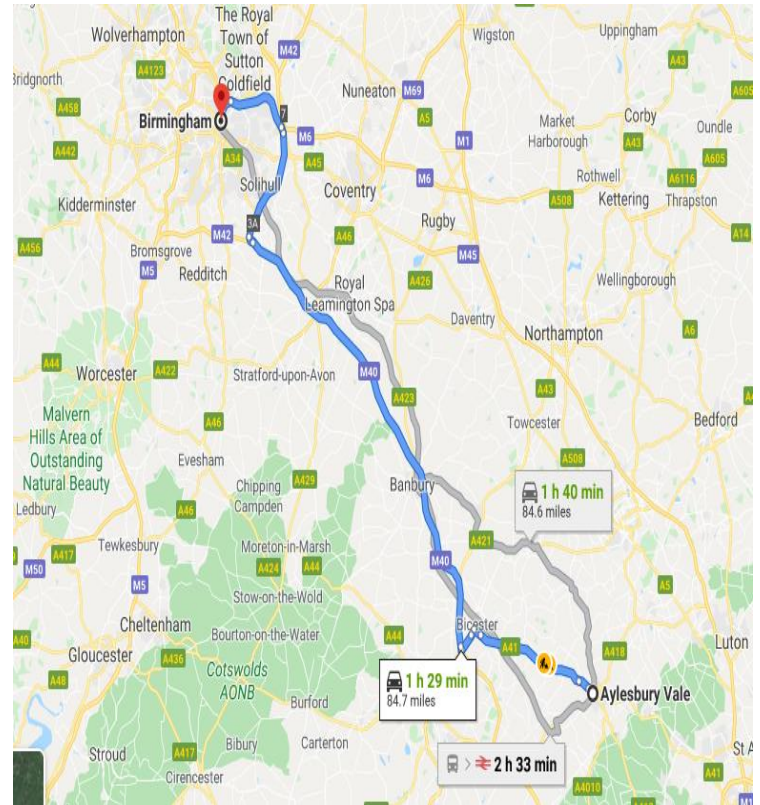 The Royal
Town of
Sutton
Coldfield
Wolverhampton
M42
Wigston
Uppingham
A43
A4123
Bridgnorth
Nuneaton
M69
A605
A458
Birmingham
7
M6
A5
M1
Market
Harborough
Corby
A43
Oundle
A442
A34
A45
A605
Solihull
Coventry
M6
Rothwell
A6116
Kidderminster
A508
Kettering
Thrapston
3A
Rugby
A14
A456
M42
A46
Bromsgrove
M45
M5
Redditch
Royal
Leamington Spa
A426
Wellingborough
Daventry
Northampton
A6
A44
Worcester
A422
Stratford-upon-Avon
M40
A43
Bedford
A423
Malvern
Hills Area of
Outstanding
Natural Beauty
A46
Towcester
Evesham
A508
Chipping
Campden
A429
Banbury
1 h 40 min
84.6 miles
Ledbury
A46
A417
Tewkesbury
Moreton-in-Marsh
A421
M50
A424
A44
M40
M5
A5
Stow-on-the-Wold
Cheltenham
Bicester
A40
Bourton-on-the-Water
A44
A41
A418
Luton
Gloucester
A436
A48
Cotswolds
AONB
1 h 29 min
84.7 miles
Aylesbury Vale
Burford
Stroud
Bibury
Carterton
2 h 33 min
St A
A417
A41
Cirencester
A4010
M1